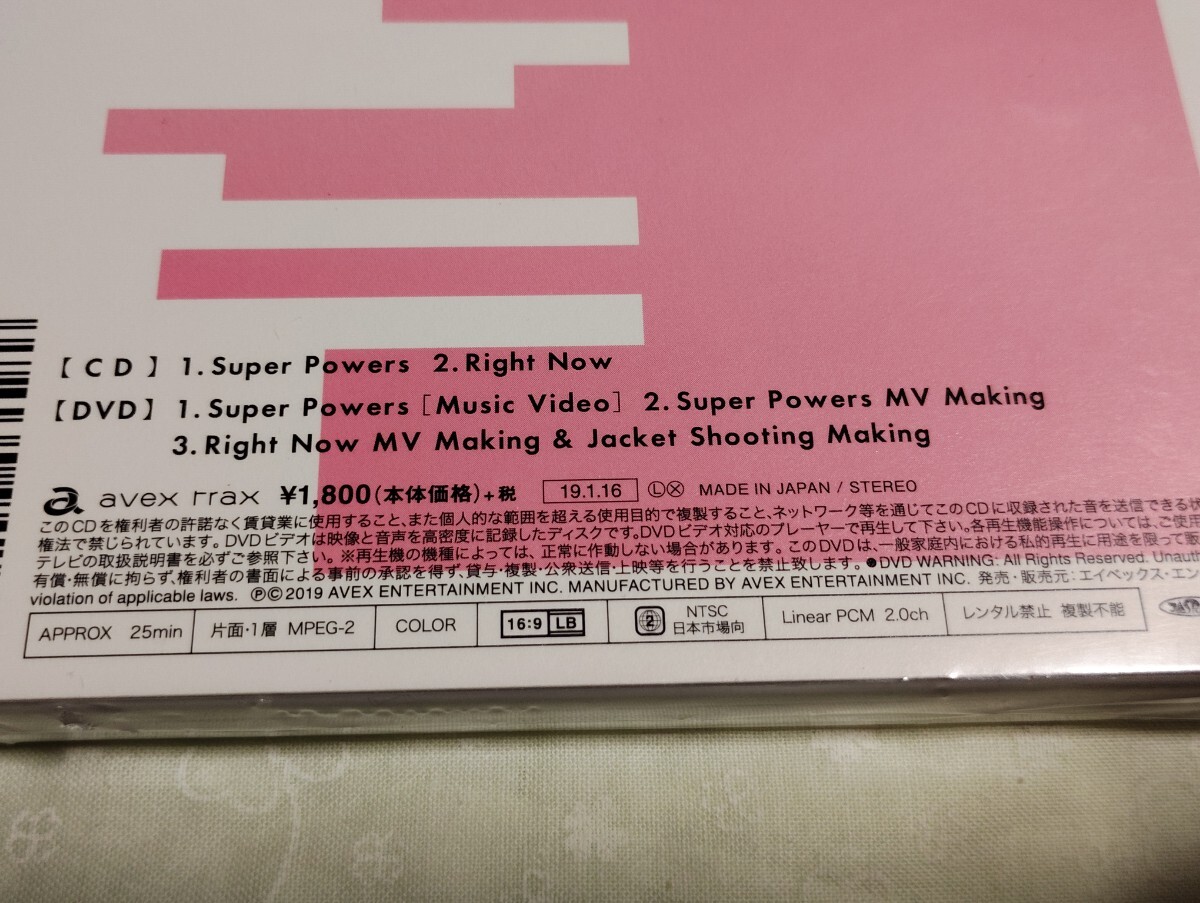 【CD】 1. Super Powers 2. Right Now
【DVD】 1. Super Powers [Music Video] 2. Super Powers MV Making
3. Right Now MV Making & Jacket Shooting Making
avex trax ¥1,800(本体価格)+税 19.1.16 Ⓛ Ⓧ MADE IN JAPAN / STEREO
このCDを権利者の許諾なく賃貸業に使用すること、また個人的な範囲を超える使用目的で複製すること、ネットワーク等を通じてこのCDに収録された音を送信できる
権法で禁じられています。DVDビデオは映像と音声を高密度に記録したディスクです。DVDビデオ対応のプレーヤーで再生して下さい。各再生機能操作については、ご使用
テレビの取扱説明書を必ずご参照下さい。※再生機の機種によっては、正常に作動しない場合があります。このDVDは、一般家庭内における私的再生に用途を限って販
有償・無償に拘らず、権利者の書面による事前の承認を得ず、貸与・複製・公衆送信・上映等を行うことを禁止致します。●DVD WARNING: All Rights Reserved. Unauth
violation of applicable laws. ⓅⒸ2019 AVEX ENTERTAINMENT INC. MANUFACTURED BY AVEX ENTERTAINMENT INC. 発売・販売元:エイベックス・エン
APPROX 25min 片面・1層 MPEG-2 COLOR 16:9 LB 2 NTSC 日本市場向 Linear PCM 2.0ch レンタル禁止 複製不能